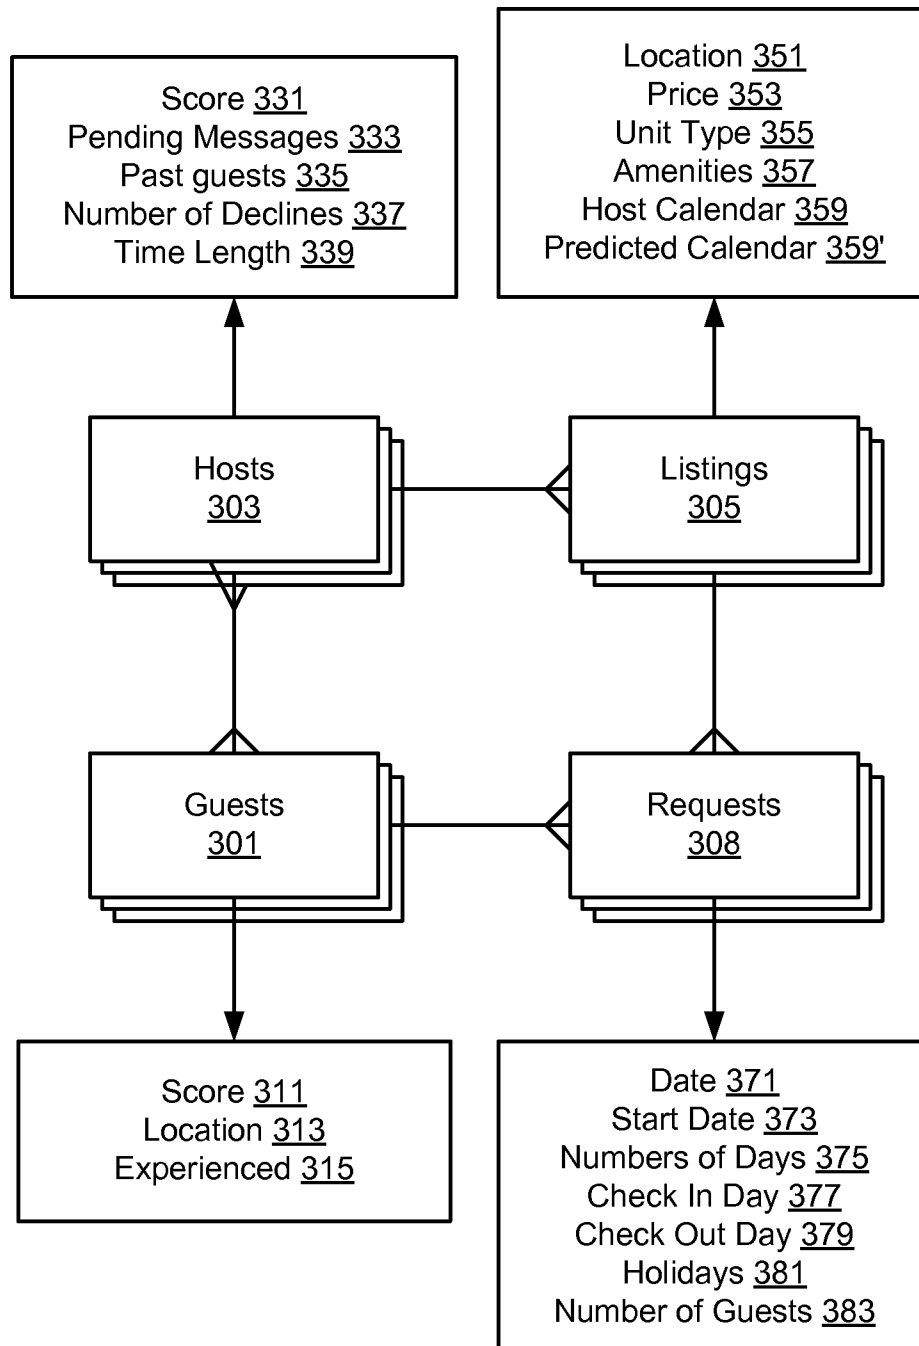 Score 331
Pending Messages 333
Past guests 335
Number of Declines 337
Time Length 339
Location 351
Price 353
Unit Type 355
Amenities 357
Host Calendar 359
Predicted Calendar 359'
Hosts
303
Listings
305
Guests
301
Requests
308
Score 311
Location 313
Experienced 315
Date 371
Start Date 373
Numbers of Days 375
Check In Day 377
Check Out Day 379
Holidays 381
Number of Guests 383